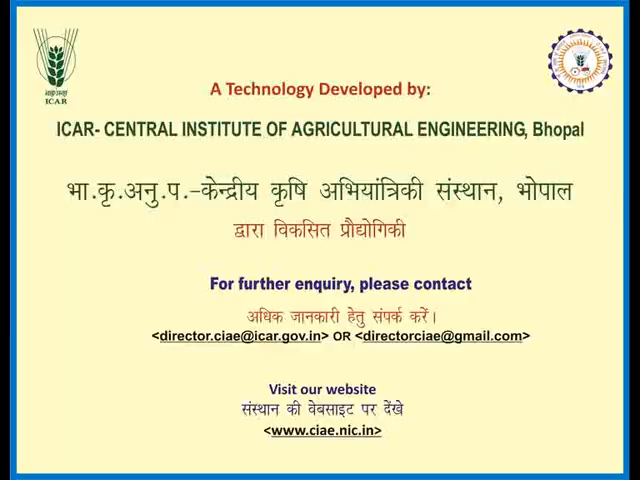 भाकृअनुप
ICAR
A Technology Developed by:
ICAR- CENTRAL INSTITUTE OF AGRICULTURAL ENGINEERING, Bhopal
भा.कृ.अनु.प.-केन्द्रीय कृषि अभियांत्रिकी संस्थान, भोपाल
द्वारा विकसित प्रौद्योगिकी
For further enquiry, please contact
अधिक जानकारी हेतु संपर्क करें।
<director.ciae@icar.gov.in> OR <directorciae@gmail.com>
Visit our website
संस्थान की वेबसाइट पर देंखे
<www.ciae.nic.in>